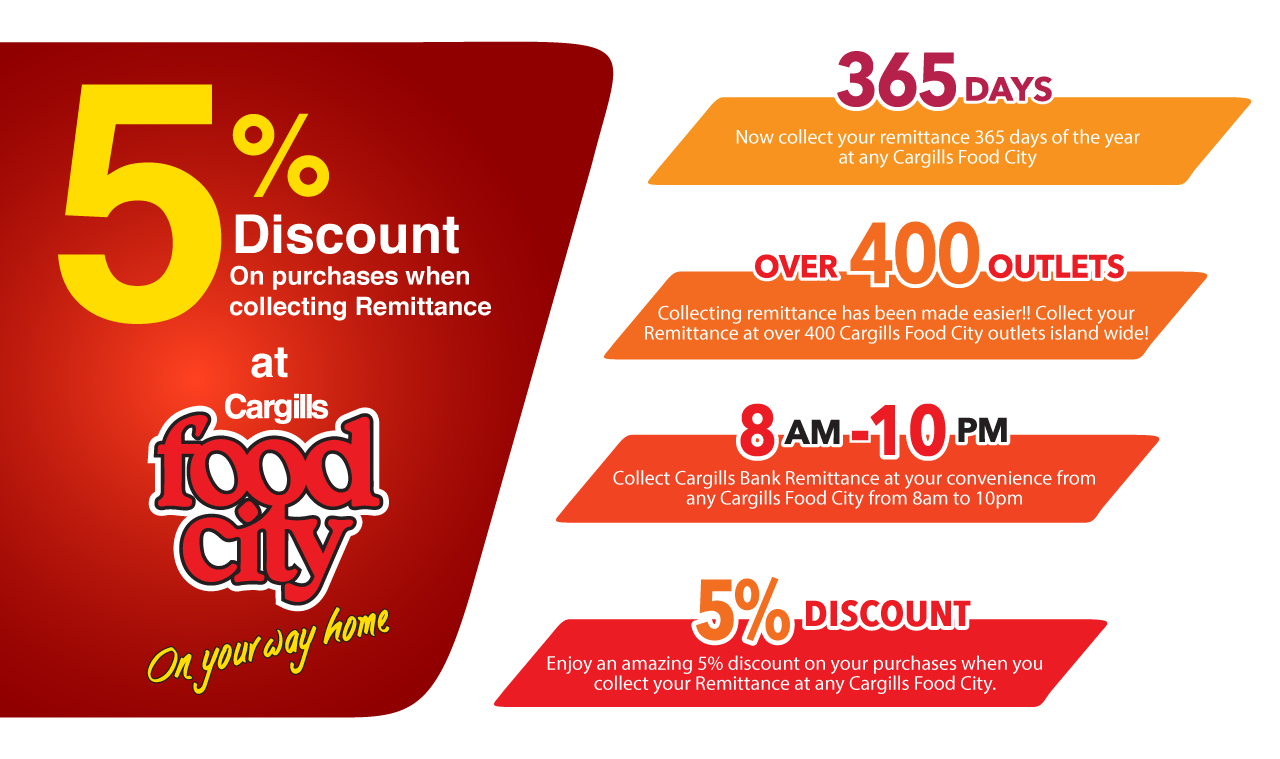 5%
Discount
On purchases when
collecting Remittance
at
Cargills
food
city
On your way home
365 DAYS
Now collect your remittance 365 days of the year
at any Cargills Food City
OVER 400 OUTLETS
Collecting remittance has been made easier!! Collect your
Remittance at over 400 Cargills Food City outlets island wide!
8 AM -10 PM
Collect Cargills Bank Remittance at your convenience from
any Cargills Food City from 8am to 10pm
5% DISCOUNT
Enjoy an amazing 5% discount on your purchases when you
collect your Remittance at any Cargills Food City.